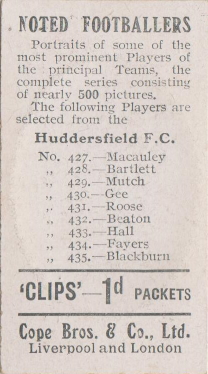 NOTED FOOTBALLERS
Portraits of some of the
most prominent Players of
the principal Teams, the
complete series consisting
of nearly 500 pictures.
The following Players are
selected from the
Huddersfield F.C.
No. 427.—Macauley
,, 428.—Bartlett
,, 429.—Mutch
,, 430.—Gee
,, 431.—Roose
,, 432.—Beaton
,, 433.—Hall
,, 434.—Fayers
,, 435.—Blackburn
'CLIPS'—1d PACKETS
Cope Bros. & Co., Ltd.
Liverpool and London